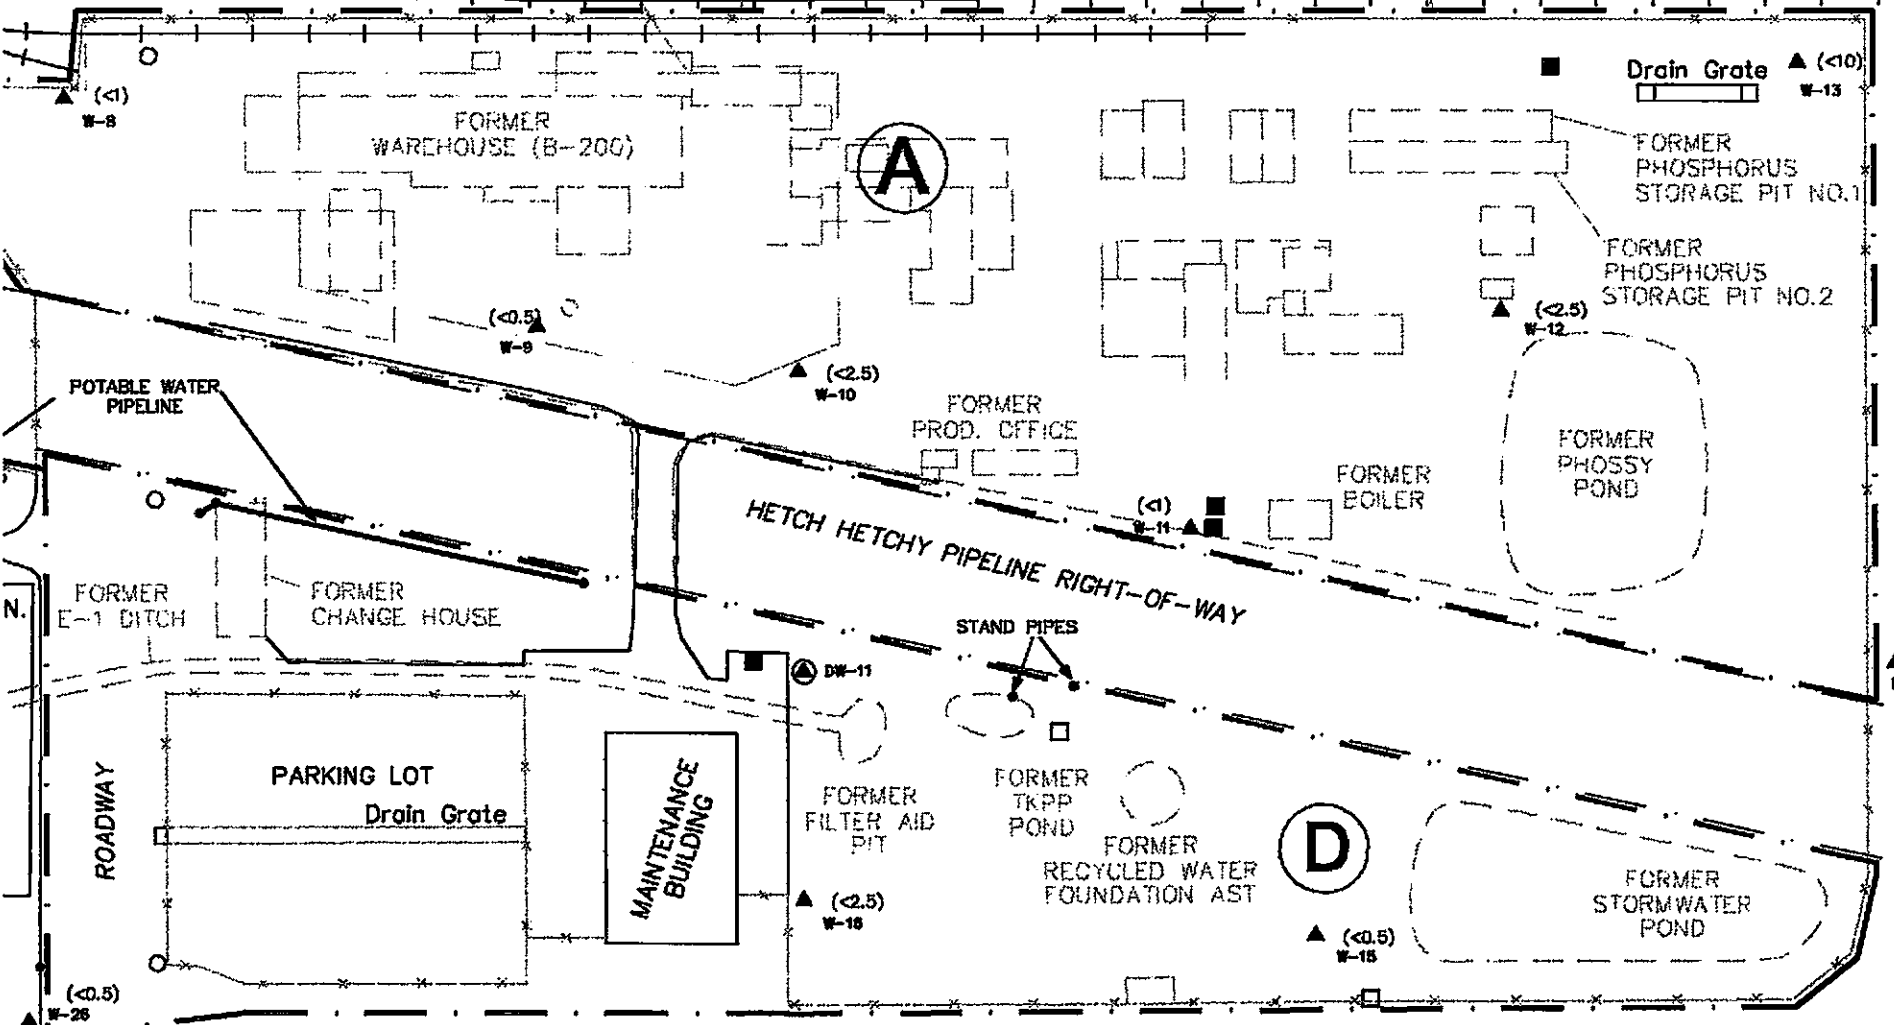 Drain Grate
(<10)
W-13
(<1)
W-8
FORMER
WAREHOUSE (B-200)
A
FORMER
PHOSPHORUS
STORAGE PIT NO.1
FORMER
PHOSPHORUS
STORAGE PIT NO.2
(<0.5)
W-9
(<2.5)
W-12
(<2.5)
W-10
POTABLE WATER
PIPELINE
FORMER
PROD. OFFICE
FORMER
PHOSSY
POND
FORMER
BOILER
(<1)
W-11
HETCH HETCHY PIPELINE RIGHT-OF-WAY
FORMER
E-1 DITCH
FORMER
CHANGE HOUSE
N.
STAND PIPES
DW-11
PARKING LOT
Drain Grate
ROADWAY
MAINTENANCE
BUILDING
FORMER
FILTER AID
PIT
FORMER
TKPP
POND
FORMER
RECYCLED WATER
FOUNDATION AST
D
FORMER
STORMWATER
POND
(<2.5)
W-16
(<0.5)
W-15
(<0.5)
W-26